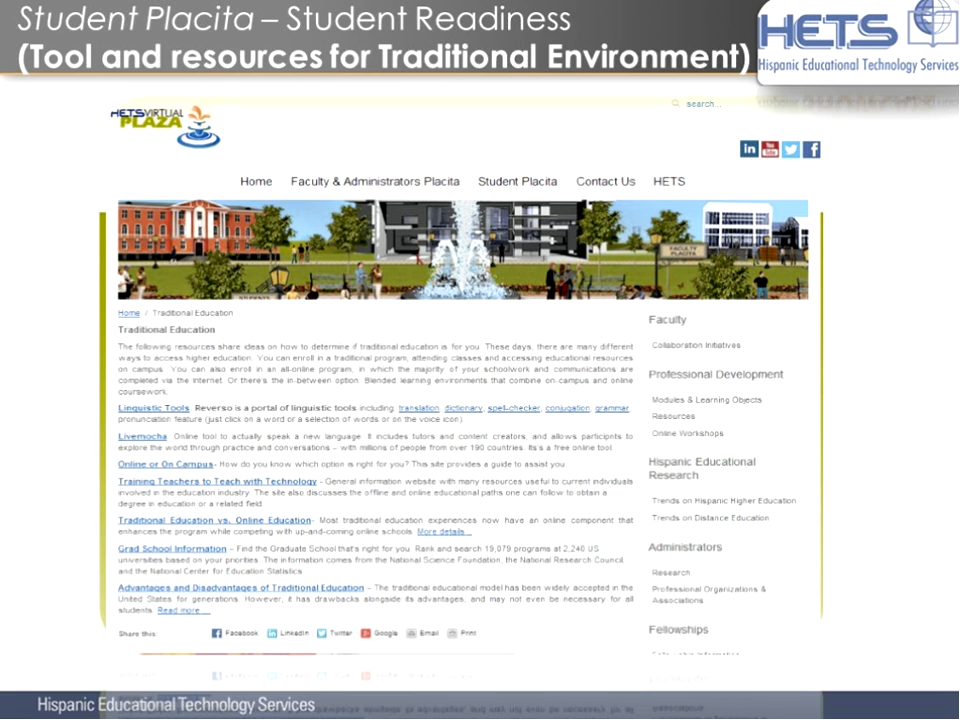 Student Placita – Student Readiness
(Tool and resources for Traditional Environment)
HETS
Hispanic Educational Technology Services
HETS VIRTUAL
PLAZA
search...
in You Tube f
Home Faculty & Administrators Placita Student Placita Contact Us HETS
FACULTY
PLACITA
STUDENTS
Home / Traditional Education
Traditional Education
The following resources share ideas on how to determine if traditional education is for you. These days, there are many different
ways to access higher education. You can enroll in a traditional program, attending classes and accessing educational resources
on campus. You can also enroll in an all-online program, in which the majority of your schoolwork and communications are
completed via the Internet. Or there's the in-between option: Blended learning environments that combine on-campus and online
coursework.
Linguistic Tools. Reverso is a portal of linguistic tools including: translation, dictionary, spell-checker, conjugation, grammar,
pronunciation feature (just click on a word or a selection of words or on the voice icon)
Livemocha. Online tool to actually speak a new language. It includes tutors and content creators, and allows participnts to
explore the world through practice and conversations – with millions of people from over 190 countries. Its's a free online tool.
Online or On Campus- How do you know which option is right for you? This site provides a guide to assist you
Training Teachers to Teach with Technology - General information website with many resources useful to current individuals
involved in the education industry. The site also discusses the offline and online educational paths one can follow to obtain a
degree in education or a related field
Traditional Education vs. Online Education- Most traditional education experiences now have an online component that
enhances the program while competing with up-and-coming online schools. More details...
Grad School Information – Find the Graduate School that's right for you. Rank and search 19,079 programs at 2,240 US
universities based on your priorities. The information comes from the National Science Foundation, the National Research Council
and the National Center for Education Statistics
Advantages and Disadvantages of Traditional Education – The traditional educational model has been widely accepted in the
United States for generations. However, it has drawbacks alongside its advantages, and may not even be necessary for all
students. Read more ...
Share this: Facebook LinkedIn Twitter Google Email Print
Faculty
Collaboration Initiatives
Professional Development
Modules & Learning Objects
Resources
Online Workshops
Hispanic Educational
Research
Trends on Hispanic Higher Education
Trends on Distance Education
Administrators
Research
Professional Organizations &
Associations
Fellowships
Hispanic Educational Technology Services